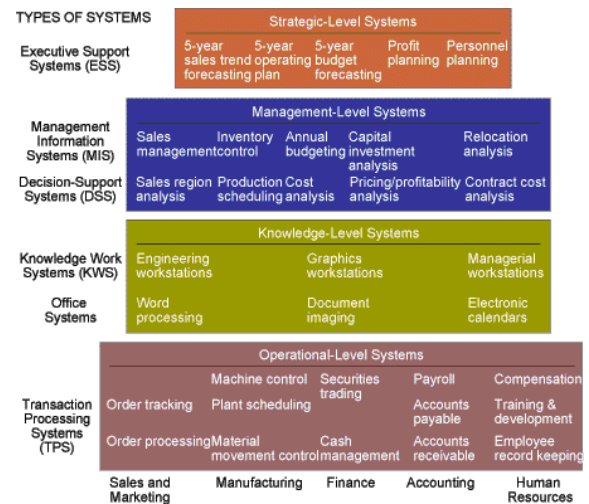 TYPES OF SYSTEMS
Strategic-Level Systems
Executive Support
Systems (ESS)
5-year 5-year 5-year Profit Personnel
sales trend operating budget planning planning
forecasting plan forecasting
Management-Level Systems
Management
Information
Systems (MIS)
Sales Inventory Annual Capital Relocation
management control budgeting investment analysis
analysis
Decision-Support
Systems (DSS)
Sales region Production Cost Pricing/profitability Contract cost
analysis scheduling analysis analysis analysis
Knowledge-Level Systems
Knowledge Work
Systems (KWS)
Engineering Graphics Managerial
workstations workstations workstations
Office
Systems
Word Document Electronic
processing imaging calendars
Operational-Level Systems
Transaction
Processing
Systems
(TPS)
Machine control Securities Payroll Compensation
trading
Order tracking Plant scheduling Accounts Training &
payable development
Order processing Material Cash Accounts Employee
movement control management receivable record keeping
Sales and Manufacturing Finance Accounting Human
Marketing Resources